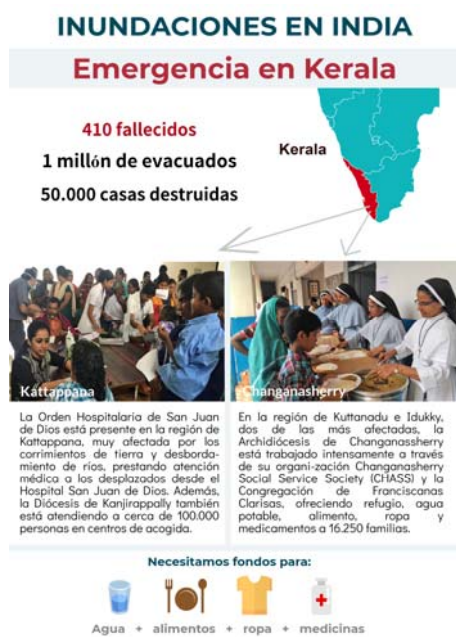 INUNDACIONES EN INDIA
Emergencia en Kerala
410 fallecidos
1 millón de evacuados
50.000 casas destruidas
Kerala
Kattappana
La Orden Hospitalaria de San Juan
de Dios está presente en la región de
Kattappana, muy afectada por los
corrimientos de tierra y desborda-
miento de ríos, prestando atención
médica a los desplazados desde el
Hospital San Juan de Dios. Además,
la Diócesis de Kanjirappally también
está atendiendo a cerca de 100.000
personas en centros de acogida.
Changanasherry
En la región de Kuttanadu e Idukky,
dos de las más afectadas, la
Archidiócesis de Changanassherry
está trabajado intensamente a través
de su organi-zación Changanasherry
Social Service Society (CHASS) y la
Congregación de Franciscanas
Clarisas, ofreciendo refugio, agua
potable, alimento, ropa y
medicamentos a 16.250 familias.
Necesitamos fondos para:
Agua + alimentos + ropa + medicinas